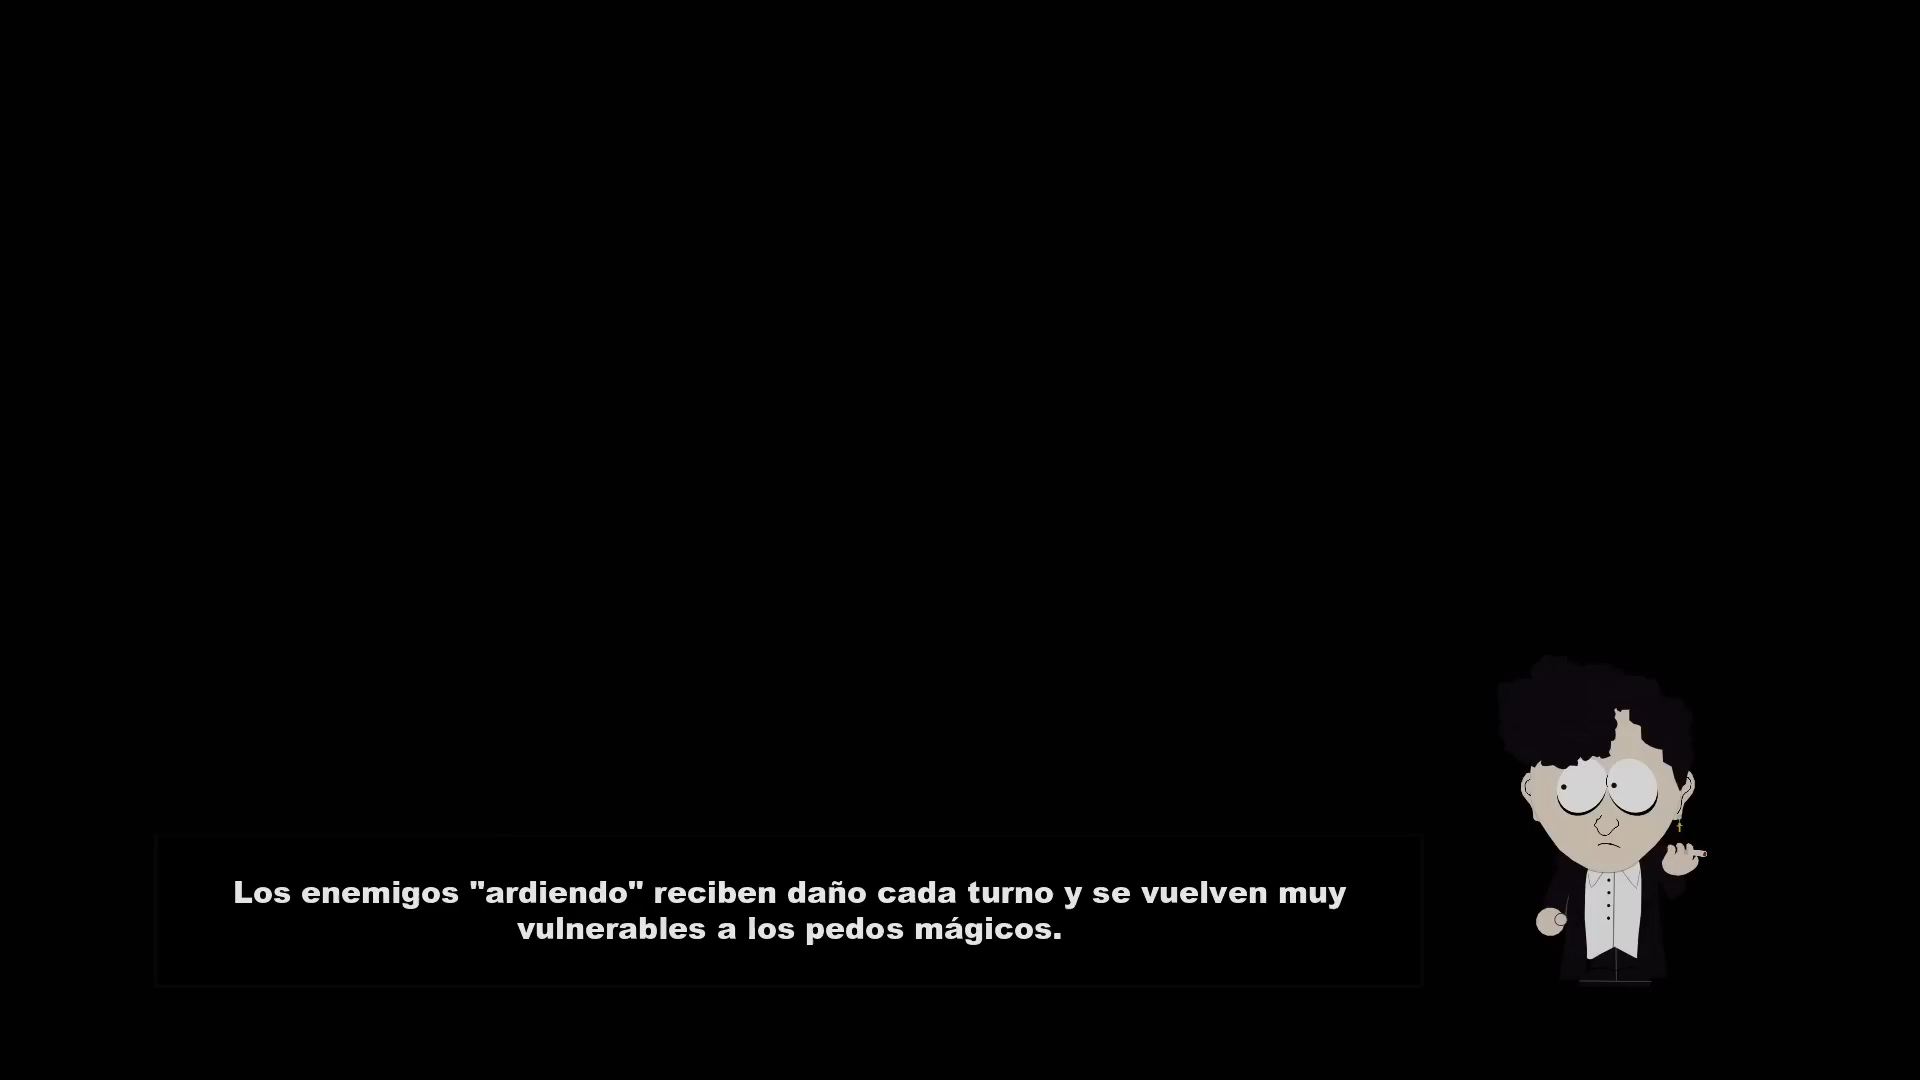 Los enemigos "ardiendo" reciben daño cada turno y se vuelven muy
vulnerables a los pedos mágicos.